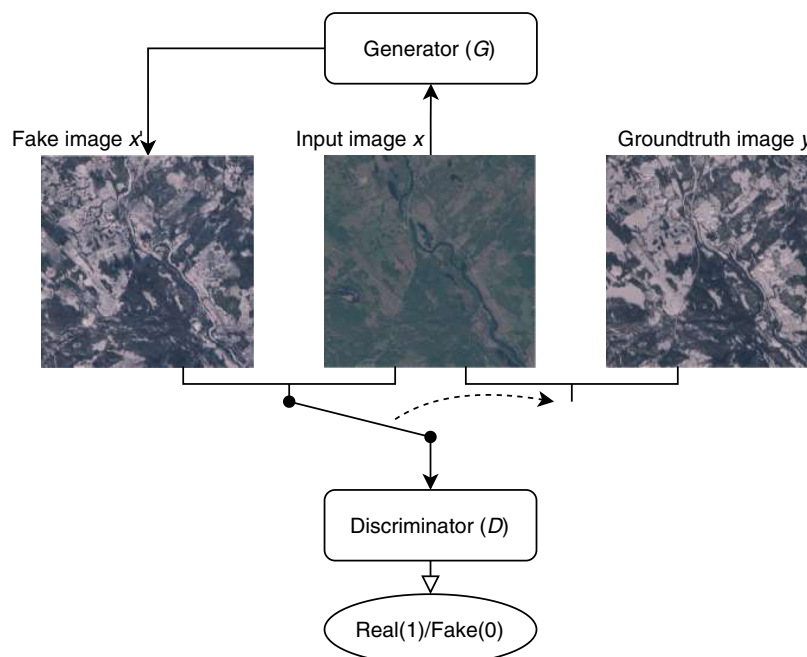 Generator (G)
Fake image x'
Input image x
Groundtruth image y
Discriminator (D)
Real(1)/Fake(0)